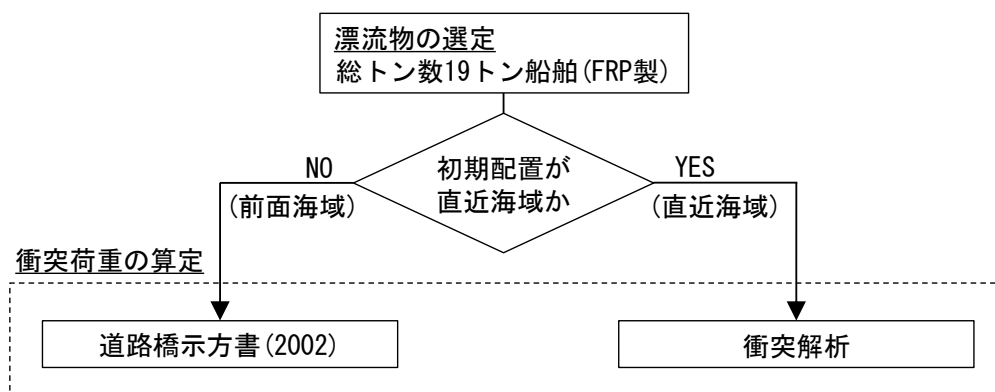 漂流物の選定
総トン数19トン船舶(FRP製)
初期配置が
直近海域か
NO
(前面海域)
YES
(直近海域)
衝突荷重の算定
道路橋示方書(2002)
衝突解析